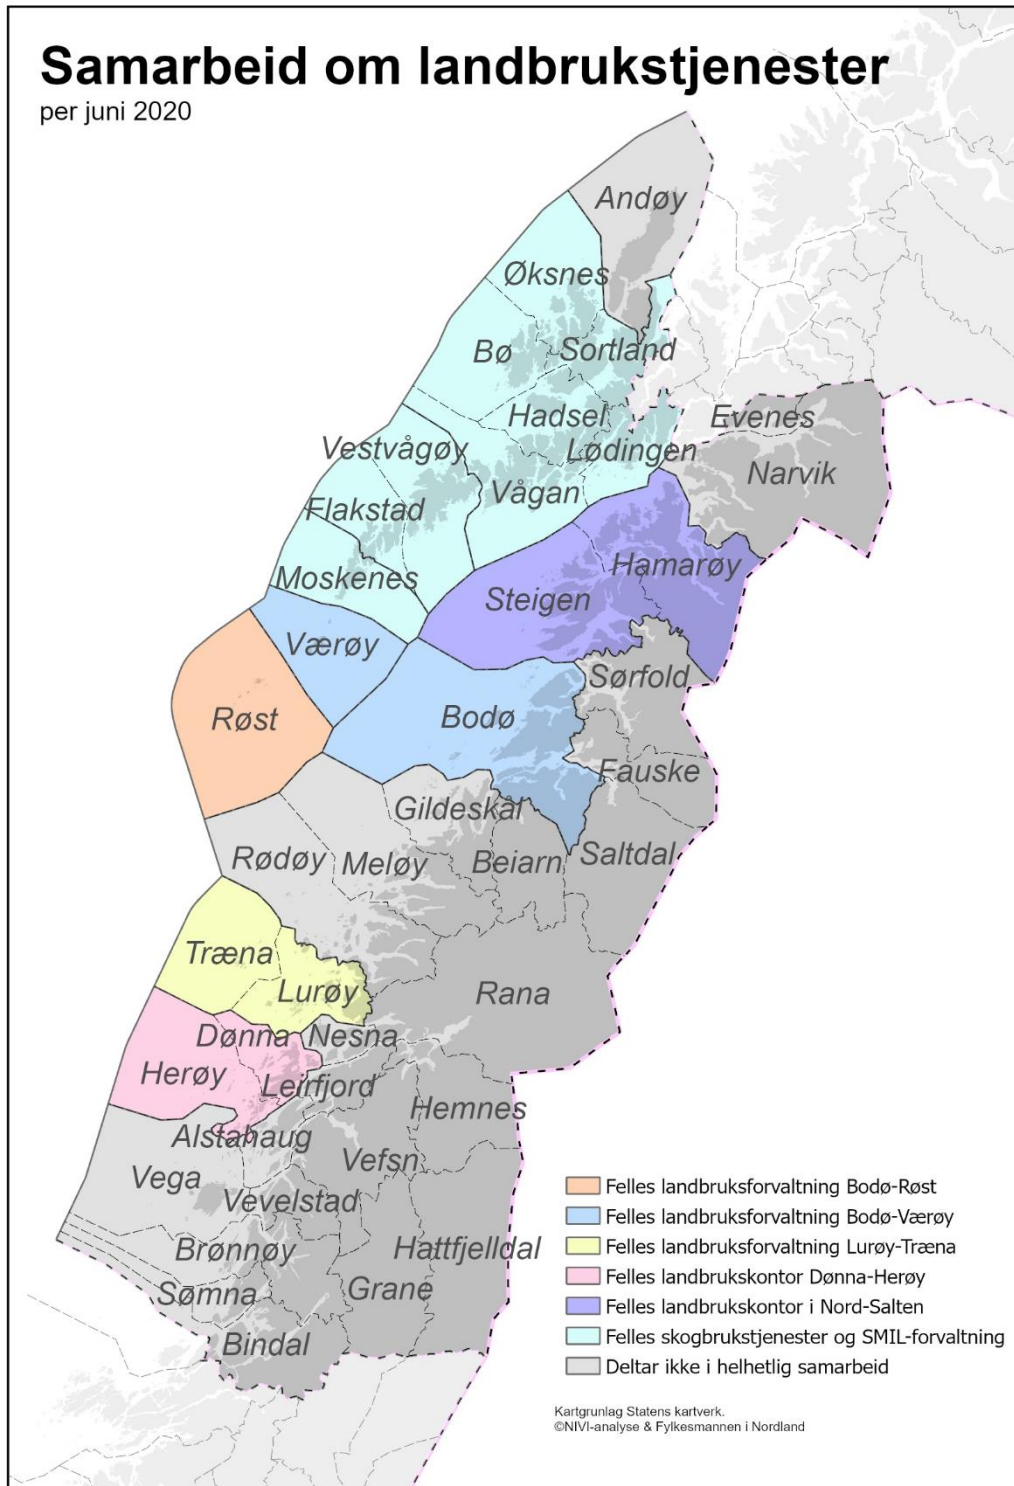 Samarbeid om landbrukstjenester
per juni 2020
Andøy
Øksnes
Bø
Sortland
Hadsel
Evenes
Vestvågøy
Lødingen
Narvik
Vågan
Flakstad
Moskenes
Hamarøy
Steigen
Værøy
Sørfold
Røst
Bodø
Fauske
Gildeskål
Rødøy
Meløy
Beiarn
Saltdal
Træna
Lurøy
Rana
Dønna
Nesna
Herøy
Leirfjord
Hemnes
Alstahaug
Vefsn
Vega
Vevelstad
Brønnøy
Hattfjelldal
Sømna
Grane
Bindal
Felles landbruksforvaltning Bodø-Røst
Felles landbruksforvaltning Bodø-Værøy
Felles landbruksforvaltning Lurøy-Træna
Felles landbrukskontor Dønna-Herøy
Felles landbrukskontor i Nord-Salten
Felles skogbrukstjenester og SMIL-forvaltning
Deltar ikke i helhetlig samarbeid
Kartgrunlag Statens kartverk.
©NIVI-analyse & Fylkesmannen i Nordland